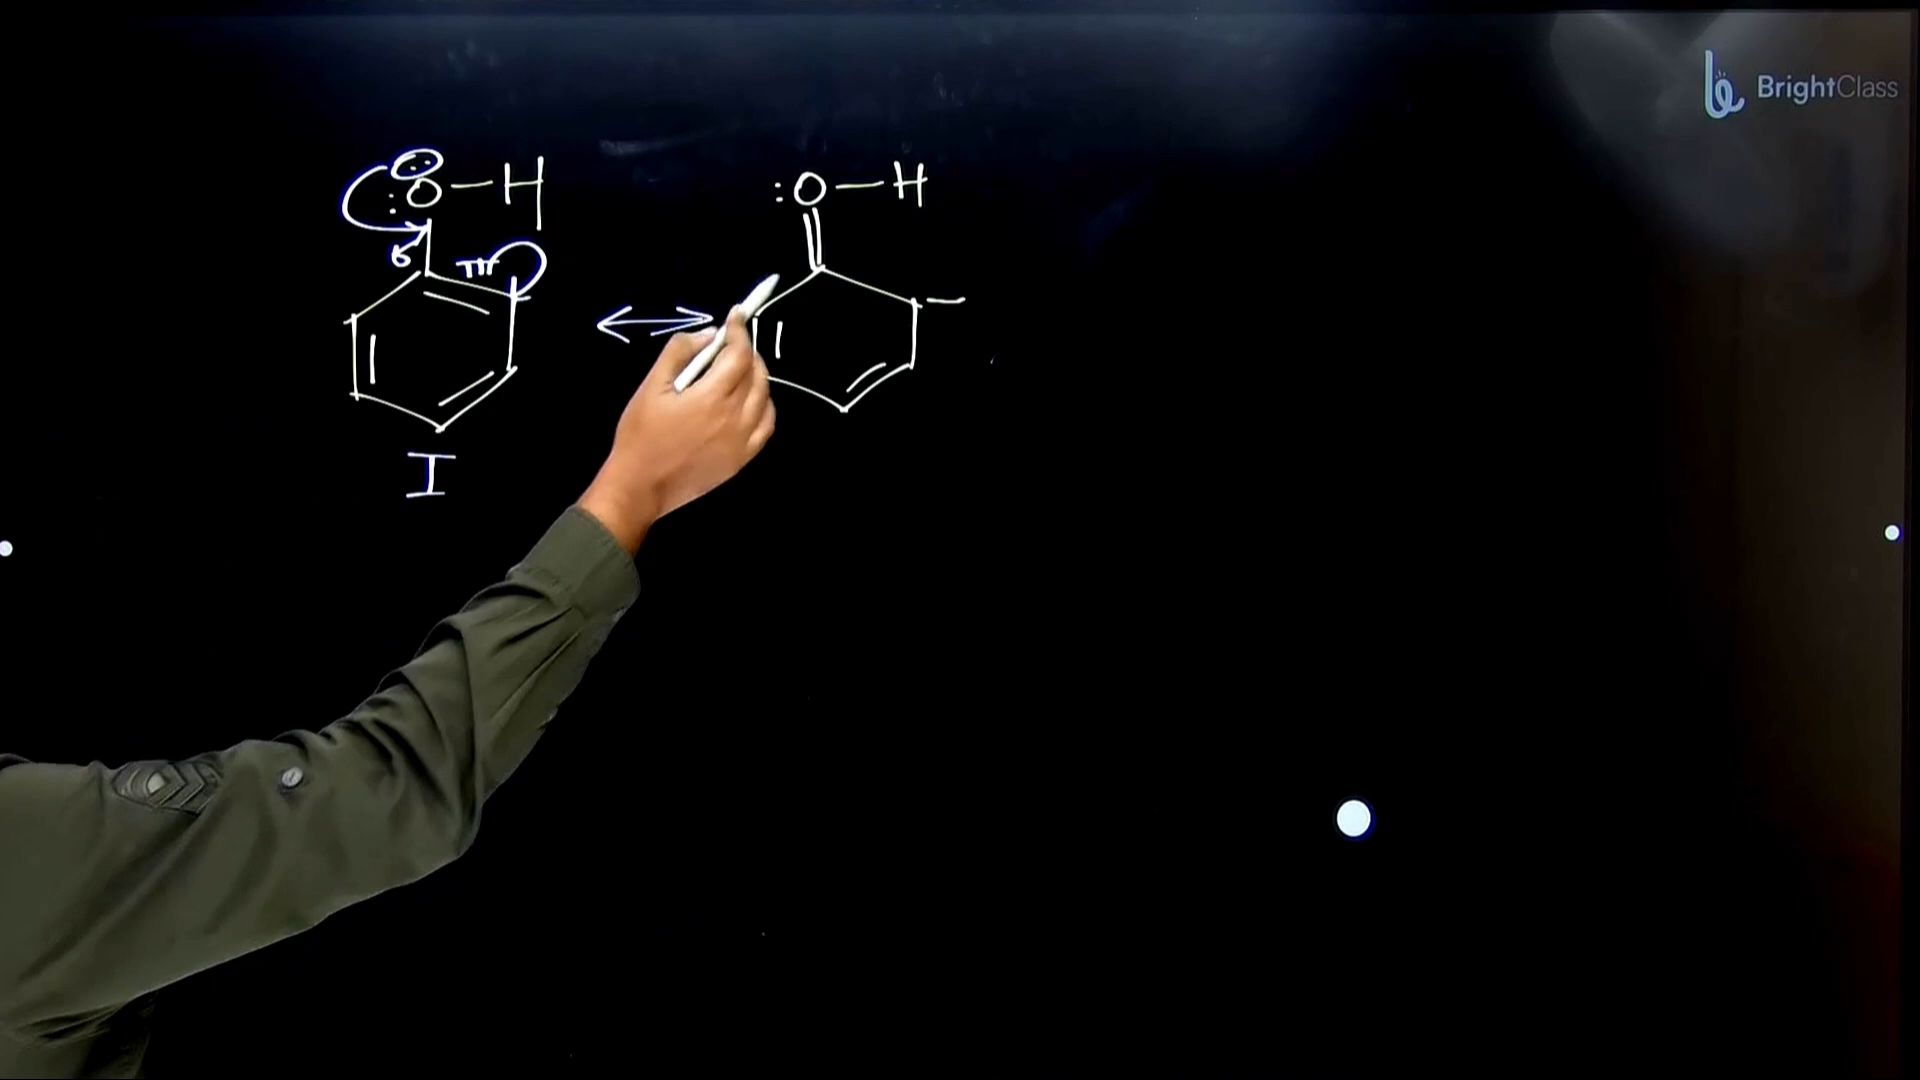 BrightClass
:O—H
:O—H
σ π
I